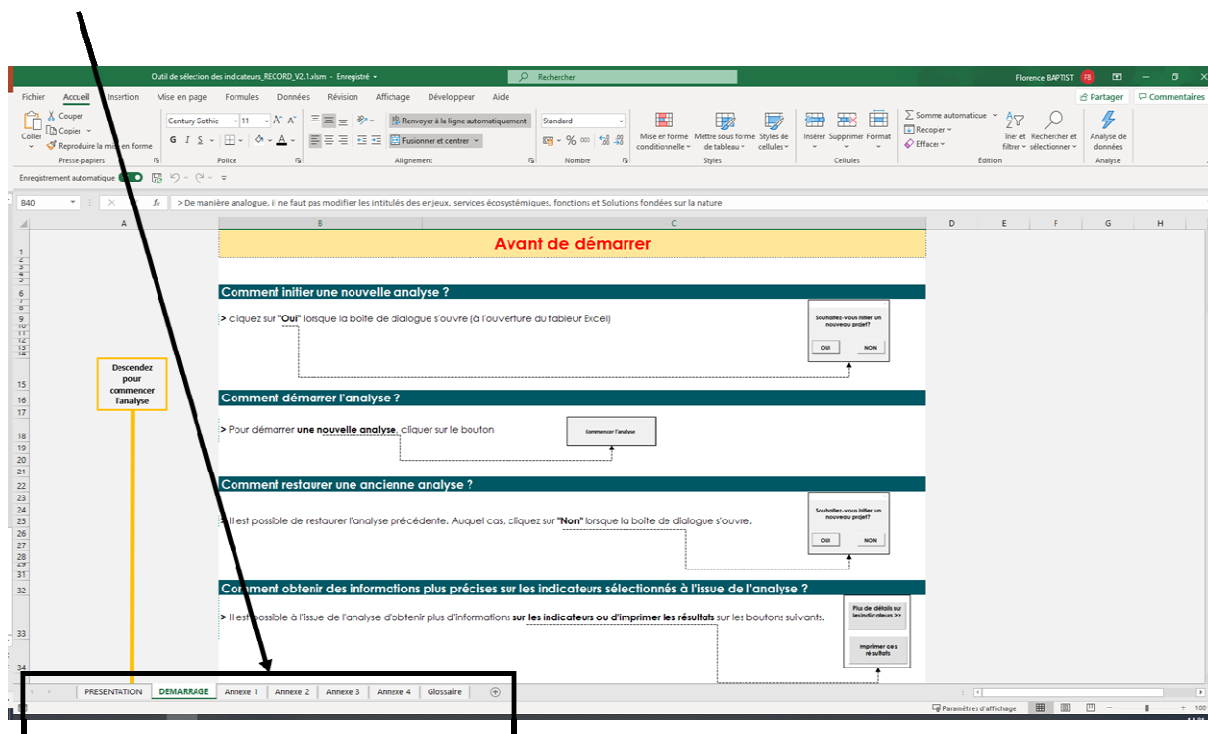 Outil de sélecion des indicateurs_RECORD_V2.1.xlsm - Enregistré
Rechercher
Florence BAPTIST FB
Fichier Accueil Insertion Mise en page Formules Données Révision Affichage Développeur Aide
Partager Commentaires
Coller
Couper
Copier
Reproduire la mise en forme
Presse-papiers
Century Gothic 11
G I S
Police
Renvoyer à la ligne automatiquement
Fusionner et centrer
Alignement
Standard
% 000
Nombre
Mise en forme conditionnelle
Mettre sous forme de tableau
Styles de cellules
Styles
Insérer Supprimer Format
Cellules
Somme automatique
Recopier
Effacer
Trier et filtrer
Rechercher et sélectionner
Edition
Analyse de données
Analyse
Enregistrement automatique
B40
fx > De manière analogue, il ne faut pas modifier les intitulés des enjeux, services écosystémiques, fonctions et Solutions fondées sur la nature
A B C D E F G H
Avant de démarrer
Comment initier une nouvelle analyse ?
> cliquez sur "Oui" lorsque la boîte de dialogue s'ouvre (à l'ouverture du tableur Excel)
Souhaitez-vous initier un
nouveau projet?
OUI NON
Descendez
pour
commencer
l'analyse
Comment démarrer l'analyse ?
> Pour démarrer une nouvelle analyse, cliquer sur le bouton
Commencer l'analyse
Comment restaurer une ancienne analyse ?
> Il est possible de restaurer l'analyse précédente. Auquel cas, cliquez sur "Non" lorsque la boîte de dialogue s'ouvre.
Souhaitez-vous initier un
nouveau projet?
OUI NON
Comment obtenir des informations plus précises sur les indicateurs sélectionnés à l'issue de l'analyse ?
> Il est possible à l'issue de l'analyse d'obtenir plus d'informations sur les indicateurs ou d'imprimer les résultats sur les boutons suivants.
Plus de détails sur
les indicateurs >>
Imprimer ces
résultats
PRESENTATION DEMARRAGE Annexe 1 Annexe 2 Annexe 3 Annexe 4 Glossaire
Paramètres d'affichage
100